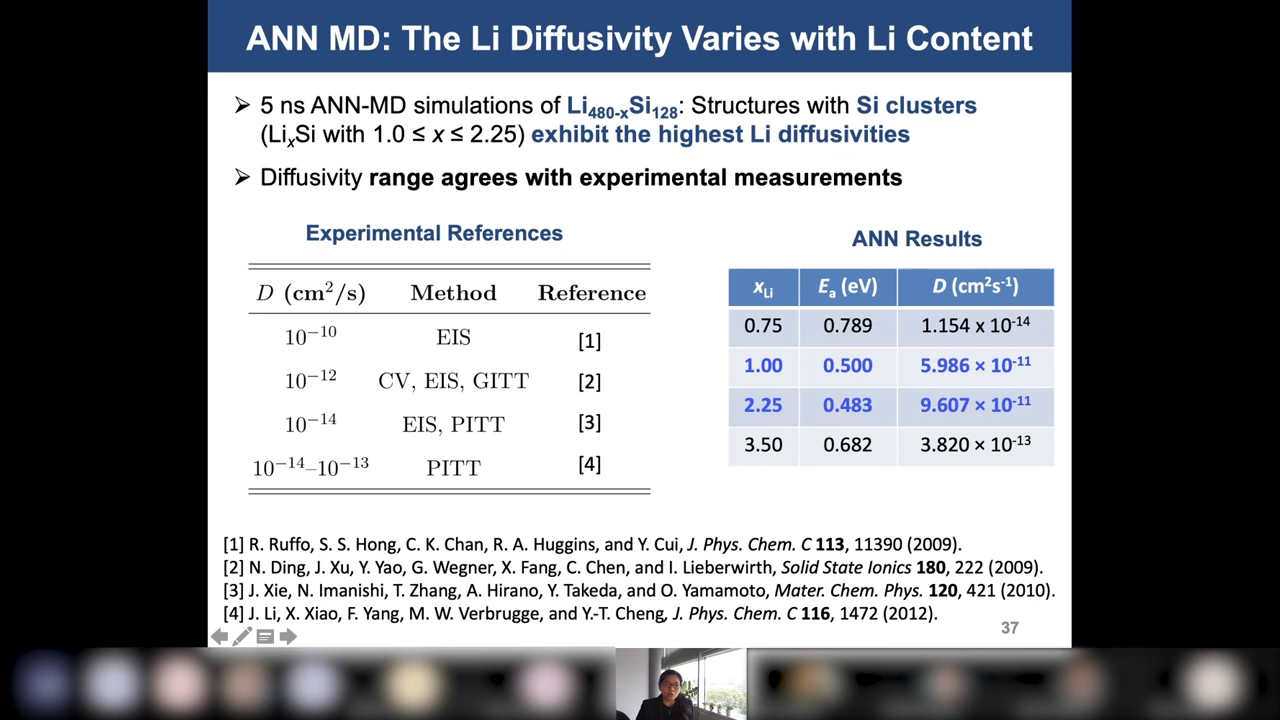 ANN MD: The Li Diffusivity Varies with Li Content
➢ 5 ns ANN-MD simulations of Li480-xSi128: Structures with Si clusters
(LixSi with 1.0 ≤ x ≤ 2.25) exhibit the highest Li diffusivities
➢ Diffusivity range agrees with experimental measurements
Experimental References
D (cm²/s) Method Reference
10⁻¹⁰ EIS [1]
10⁻¹² CV, EIS, GITT [2]
10⁻¹⁴ EIS, PITT [3]
10⁻¹⁴–10⁻¹³ PITT [4]
ANN Results
xLi Ea (eV) D (cm²s⁻¹)
0.75 0.789 1.154 x 10⁻¹⁴
1.00 0.500 5.986 × 10⁻¹¹
2.25 0.483 9.607 × 10⁻¹¹
3.50 0.682 3.820 × 10⁻¹³
[1] R. Ruffo, S. S. Hong, C. K. Chan, R. A. Huggins, and Y. Cui, J. Phys. Chem. C 113, 11390 (2009).
[2] N. Ding, J. Xu, Y. Yao, G. Wegner, X. Fang, C. Chen, and I. Lieberwirth, Solid State Ionics 180, 222 (2009).
[3] J. Xie, N. Imanishi, T. Zhang, A. Hirano, Y. Takeda, and O. Yamamoto, Mater. Chem. Phys. 120, 421 (2010).
[4] J. Li, X. Xiao, F. Yang, M. W. Verbrugge, and Y.-T. Cheng, J. Phys. Chem. C 116, 1472 (2012).
37